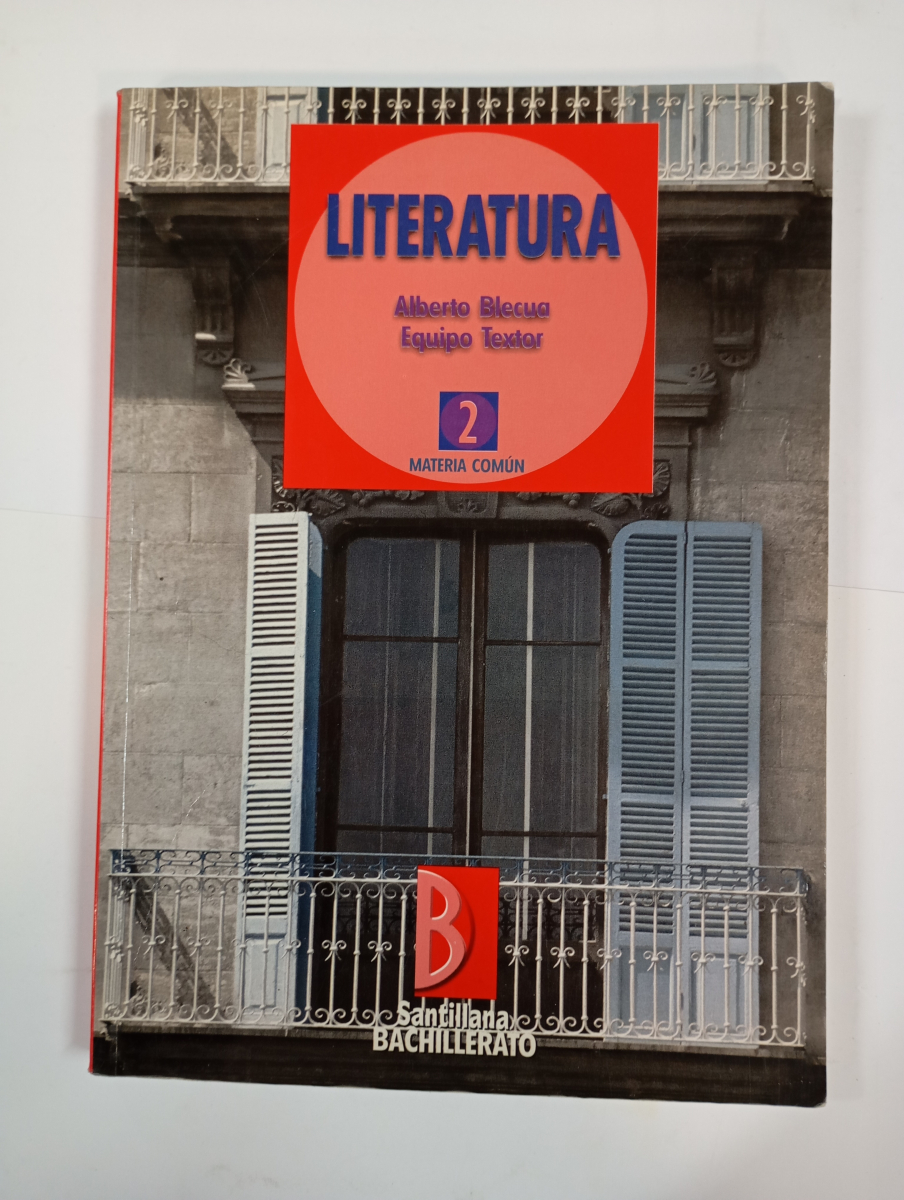 LITERATURA
Alberto Blecua
Equipo Textor
2
MATERIA COMÚN
B
Santillana
BACHILLERATO